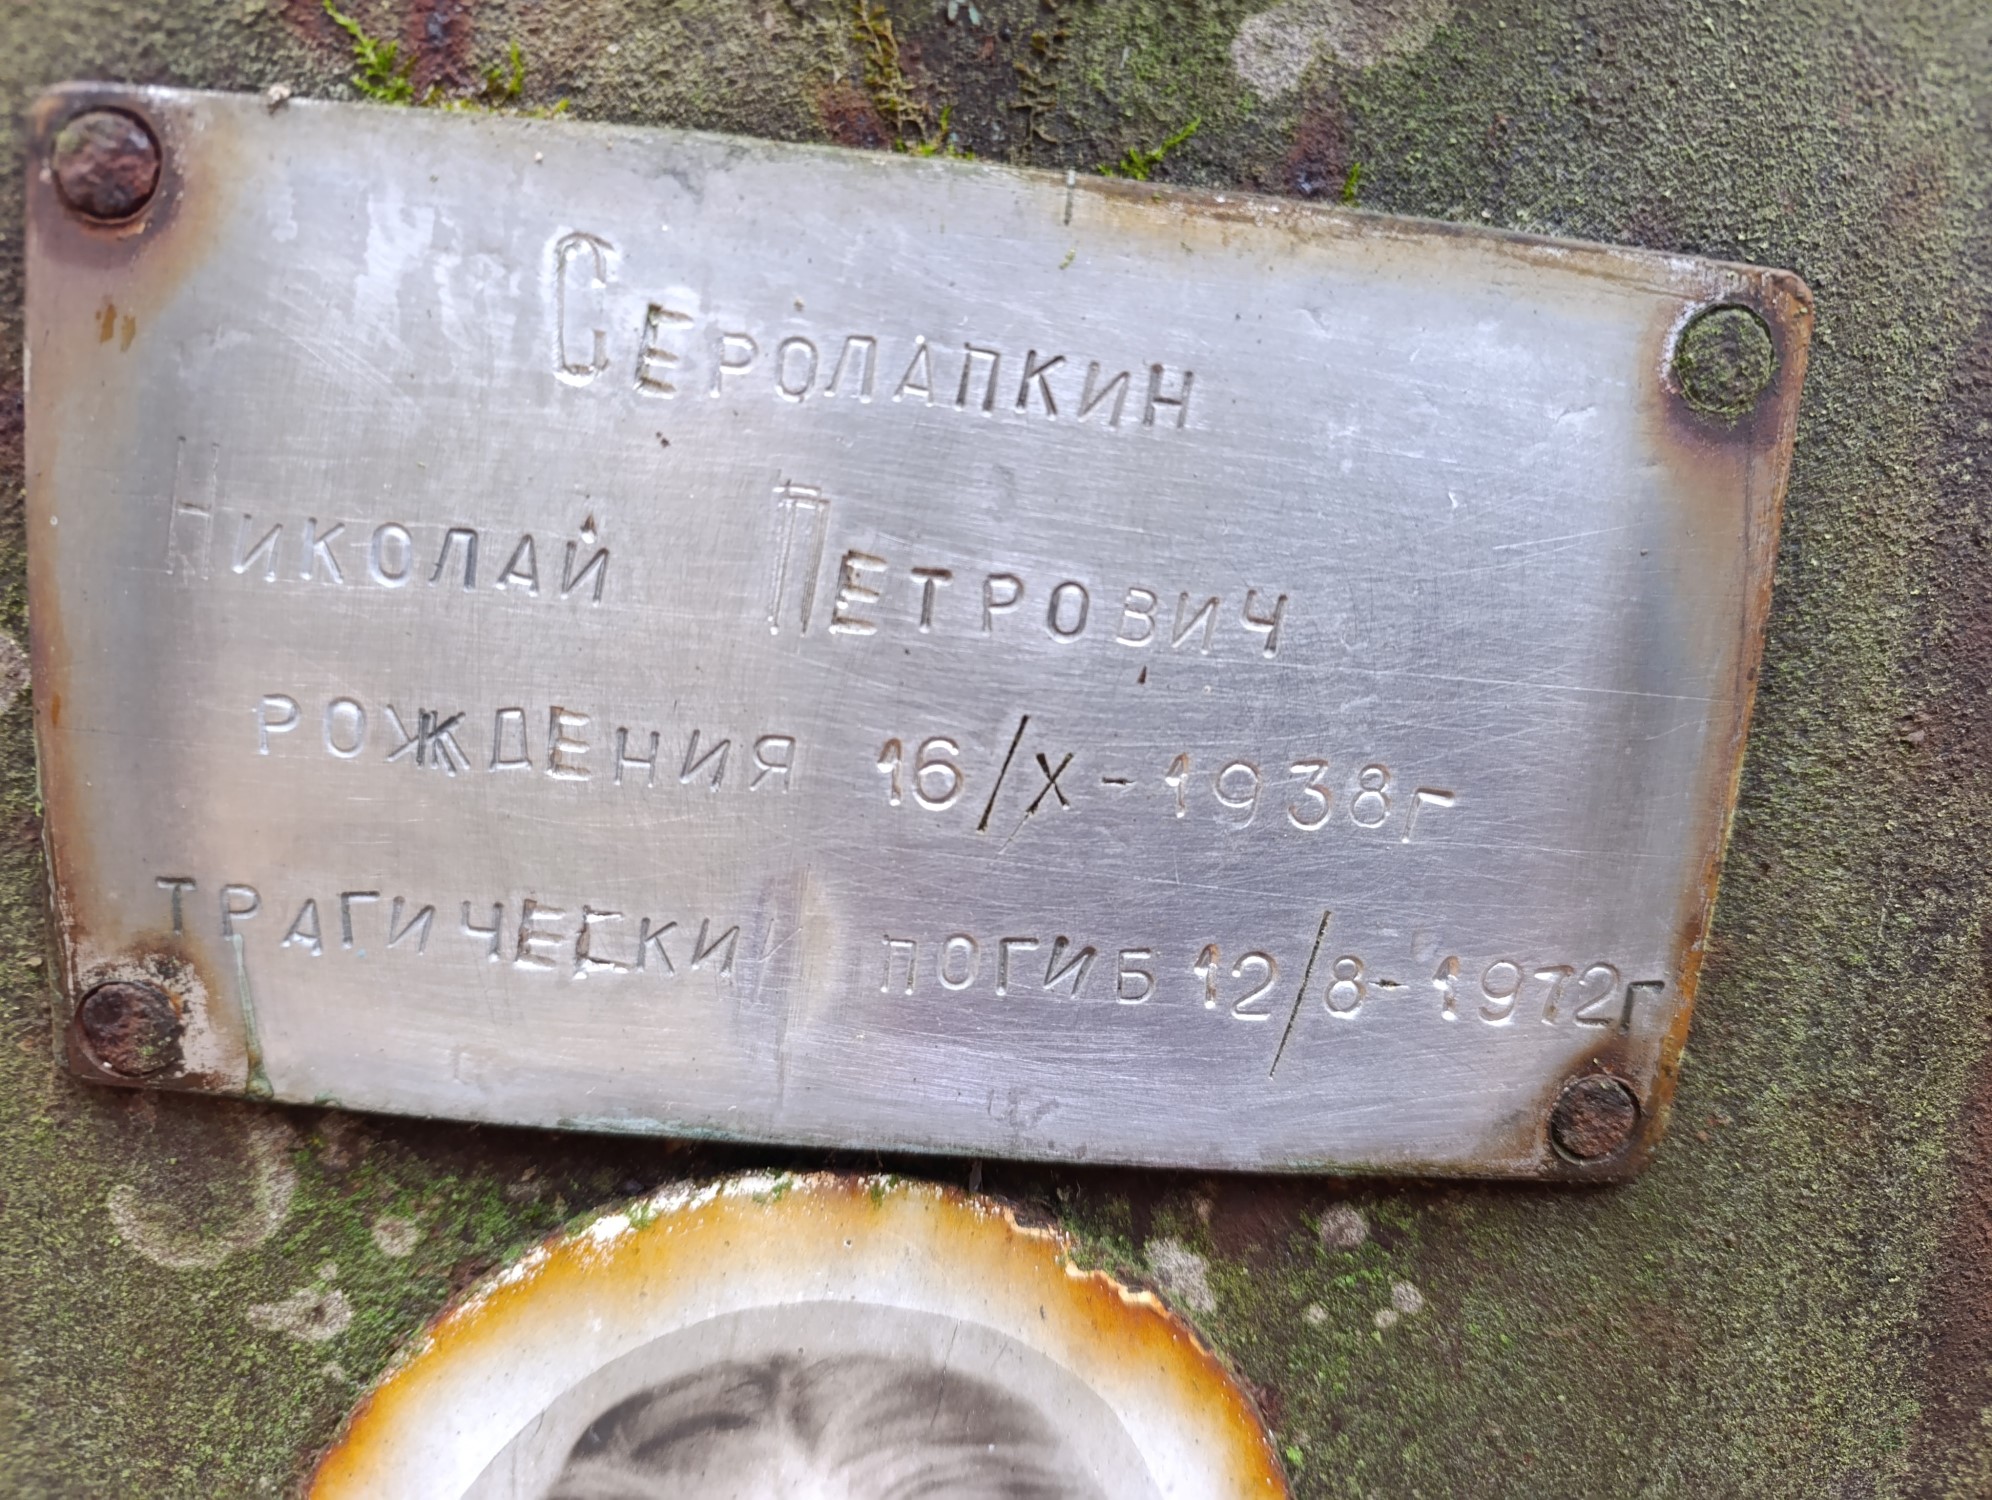 Серолапкин
Николай Петрович
рождения 16/X-1938г
трагически погиб 12/8-1972г